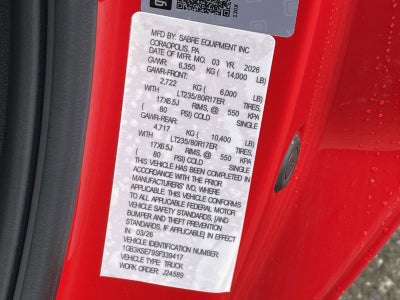 MFD BY: SABRE EQUIPMENT INC
CORAOPOLIS, PA
DATE OF MFG: MO. 03 YR. 2026
GVWR: 6,350 KG ( 14,000 LB)
GAWR-FRONT:
2,722 KG ( 6,000 LB)
WITH LT235/80R17ER TIRES,
17X6.5J RIMS, @ 550 KPA
( 80 PSI) COLD SINGLE
GAWR-REAR:
4,717 KG ( 10,400 LB)
WITH LT235/80R17ER TIRES,
17X6.5J RIMS, @ 550 KPA
( 80 PSI) COLD SINGLE
THIS VEHICLE HAS BEEN COMPLETED IN
ACCORDANCE WITH THE PRIOR
MANUFACTURERS' IVD, WHERE
APPLICABLE. THIS VEHICLE CONFORMS
TO ALL APPLICABLE FEDERAL MOTOR
VEHICLE SAFETY STANDARDS, [AND
BUMPER AND THEFT PREVENTION
STANDARDS, IF APPLICABLE] IN EFFECT
IN 03/26
VEHICLE IDENTIFICATION NUMBER:
1GB3KSE79SF339417
VEHICLE TYPE: TRUCK
WORK ORDER: J24589